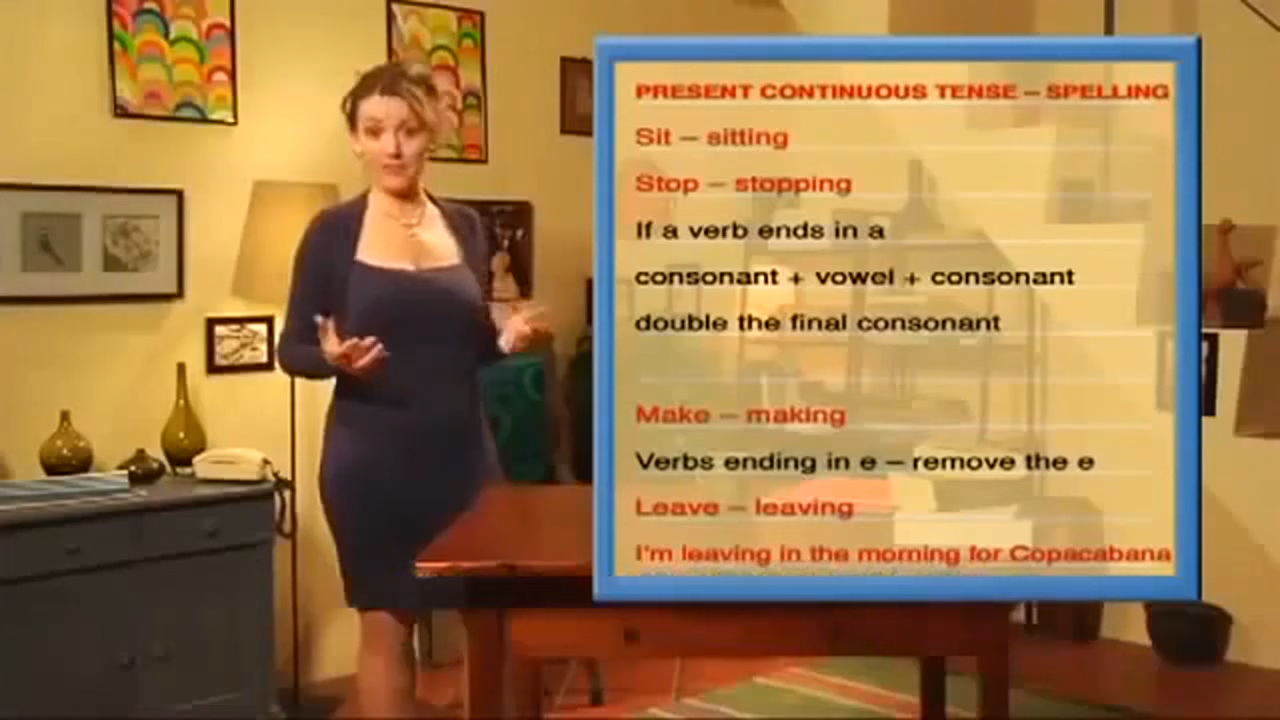 PRESENT CONTINUOUS TENSE – SPELLING
Sit – sitting
Stop – stopping
If a verb ends in a
consonant + vowel + consonant
double the final consonant
Make – making
Verbs ending in e – remove the e
Leave – leaving
I'm leaving in the morning for Copacabana